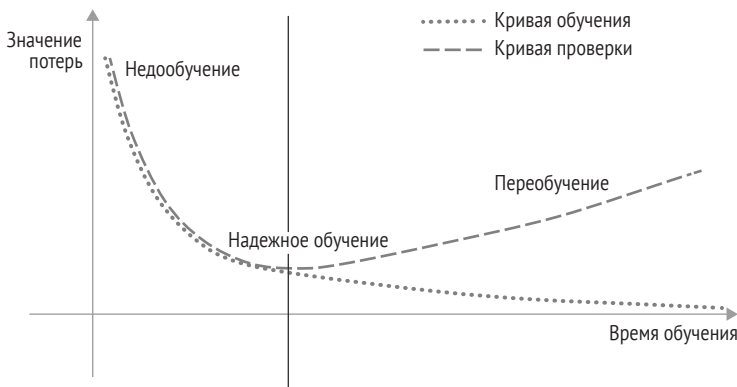 Значение
потерь
Недообучение
Кривая обучения
Кривая проверки
Переобучение
Надежное обучение
Время обучения